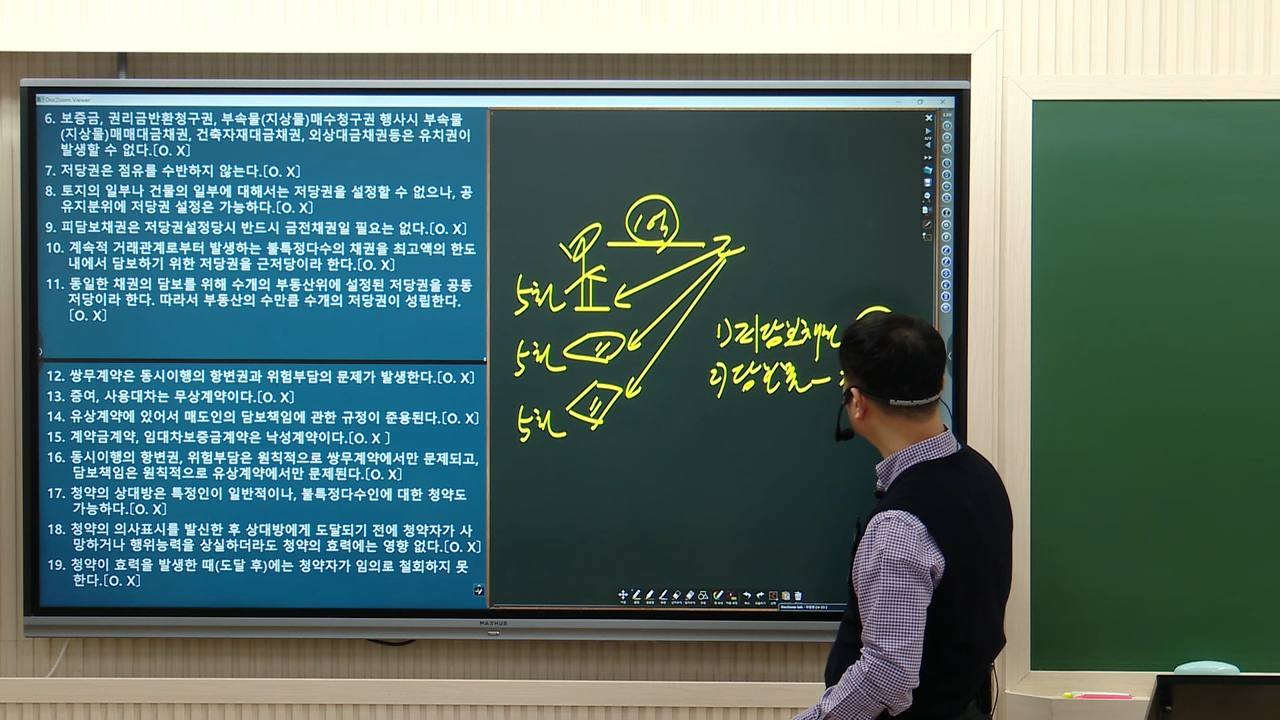 DocZoom Viewer
6. 보증금, 권리금반환청구권, 부속물(지상물)매수청구권 행사시 부속물
(지상물)매매대금채권, 건축자재대금채권, 외상대금채권등은 유치권이
발생할 수 없다.[O. X]
7. 저당권은 점유를 수반하지 않는다.[O. X]
8. 토지의 일부나 건물의 일부에 대해서는 저당권을 설정할 수 없으나, 공
유지분위에 저당권 설정은 가능하다.[O. X]
9. 피담보채권은 저당권설정당시 반드시 금전채권일 필요는 없다.[O. X]
10. 계속적 거래관계로부터 발생하는 불특정다수의 채권을 최고액의 한도
내에서 담보하기 위한 저당권을 근저당이라 한다.[O. X]
11. 동일한 채권의 담보를 위해 수개의 부동산위에 설정된 저당권을 공동
저당이라 한다. 따라서 부동산의 수만큼 수개의 저당권이 성립한다.
[O. X]
12. 쌍무계약은 동시이행의 항변권과 위험부담의 문제가 발생한다.[O. X]
13. 증여, 사용대차는 무상계약이다.[O. X]
14. 유상계약에 있어서 매도인의 담보책임에 관한 규정이 준용된다.[O. X]
15. 계약금계약, 임대차보증금계약은 낙성계약이다.[O. X ]
16. 동시이행의 항변권, 위험부담은 원칙적으로 쌍무계약에서만 문제되고,
담보책임은 원칙적으로 유상계약에서만 문제된다.[O. X]
17. 청약의 상대방은 특정인이 일반적이나, 불특정다수인에 대한 청약도
가능하다.[O. X]
18. 청약의 의사표시를 발신한 후 상대방에게 도달되기 전에 청약자가 사
망하거나 행위능력을 상실하더라도 청약의 효력에는 영향 없다.[O. X]
19. 청약이 효력을 발생한 때(도달 후)에는 청약자가 임의로 철회하지 못
한다.[O. X]
1억
甲 乙
5천
5천
5천
1) 피담보채권
2) 담보물
MAXHUB